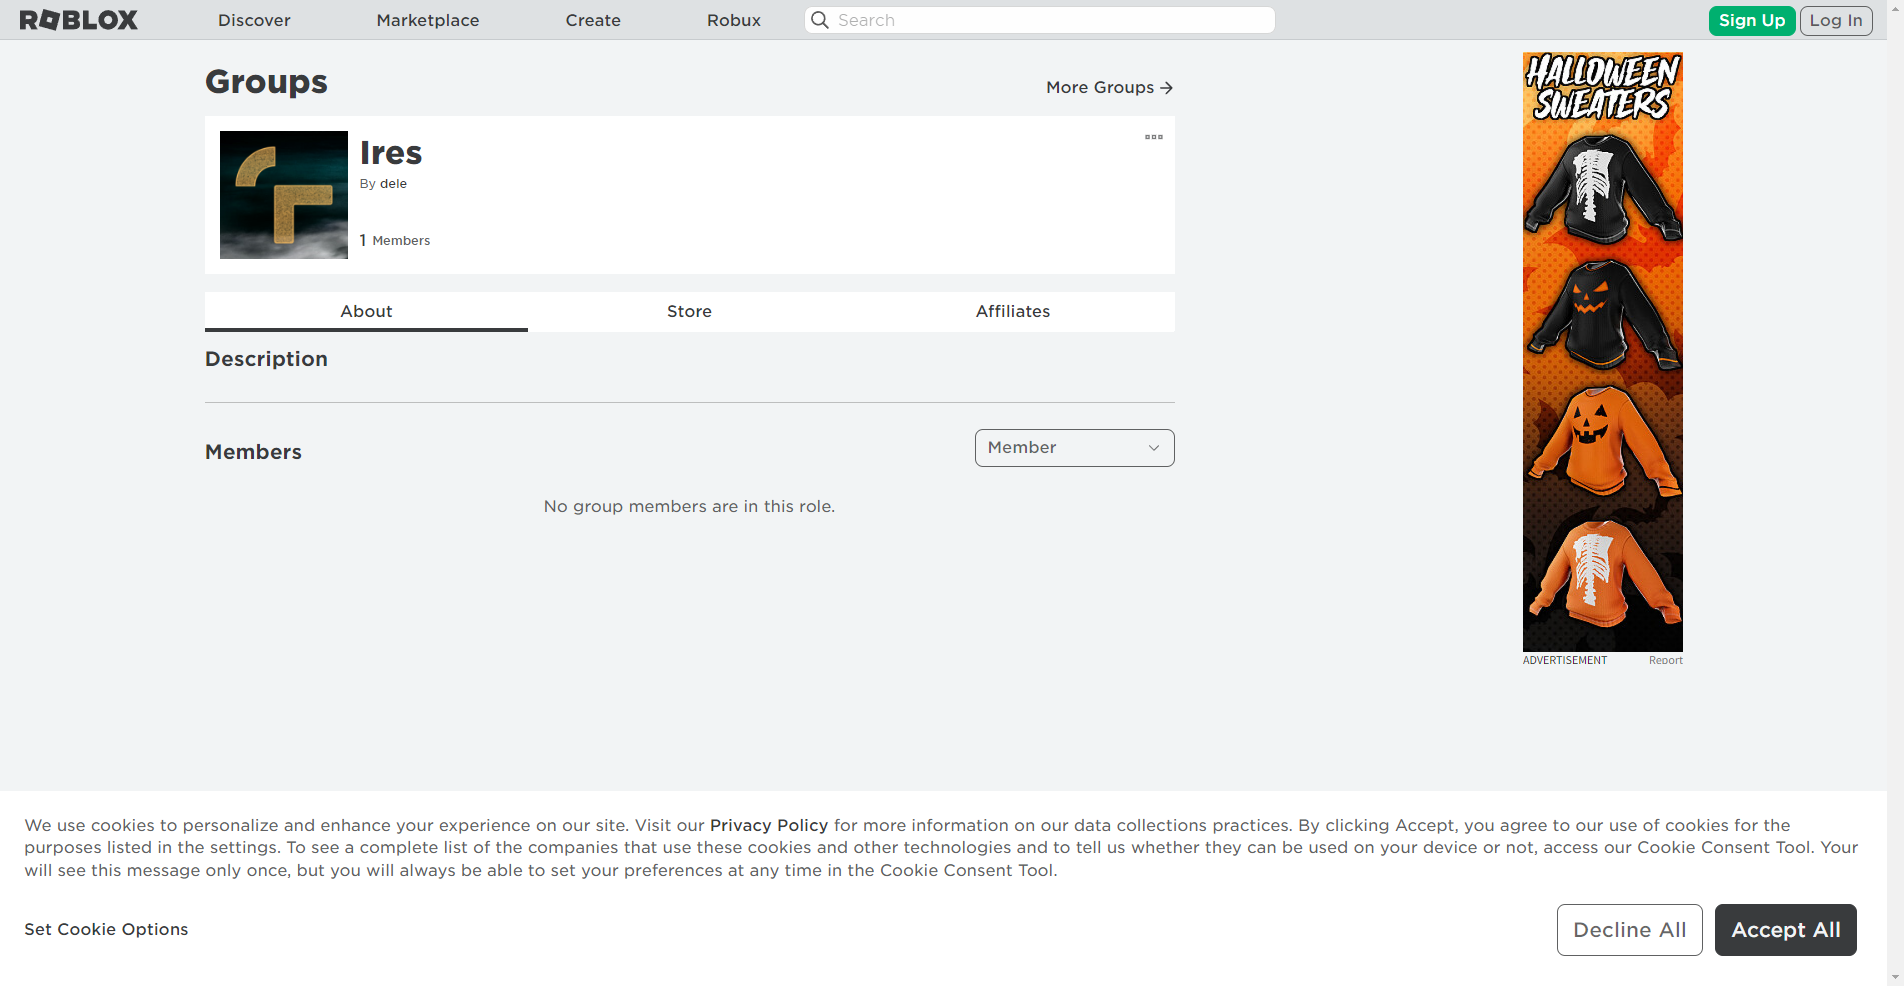 ROBLOX Discover Marketplace Create Robux Search Sign Up Log In
Groups
More Groups
Ires
By dele
1 Members
About Store Affiliates
Description
Members
Member
No group members are in this role.
HALLOWEEN
SWEATERS
ADVERTISEMENT Report
We use cookies to personalize and enhance your experience on our site. Visit our Privacy Policy for more information on our data collections practices. By clicking Accept, you agree to our use of cookies for the
purposes listed in the settings. To see a complete list of the companies that use these cookies and other technologies and to tell us whether they can be used on your device or not, access our Cookie Consent Tool. Your
will see this message only once, but you will always be able to set your preferences at any time in the Cookie Consent Tool.
Set Cookie Options
Decline All
Accept All